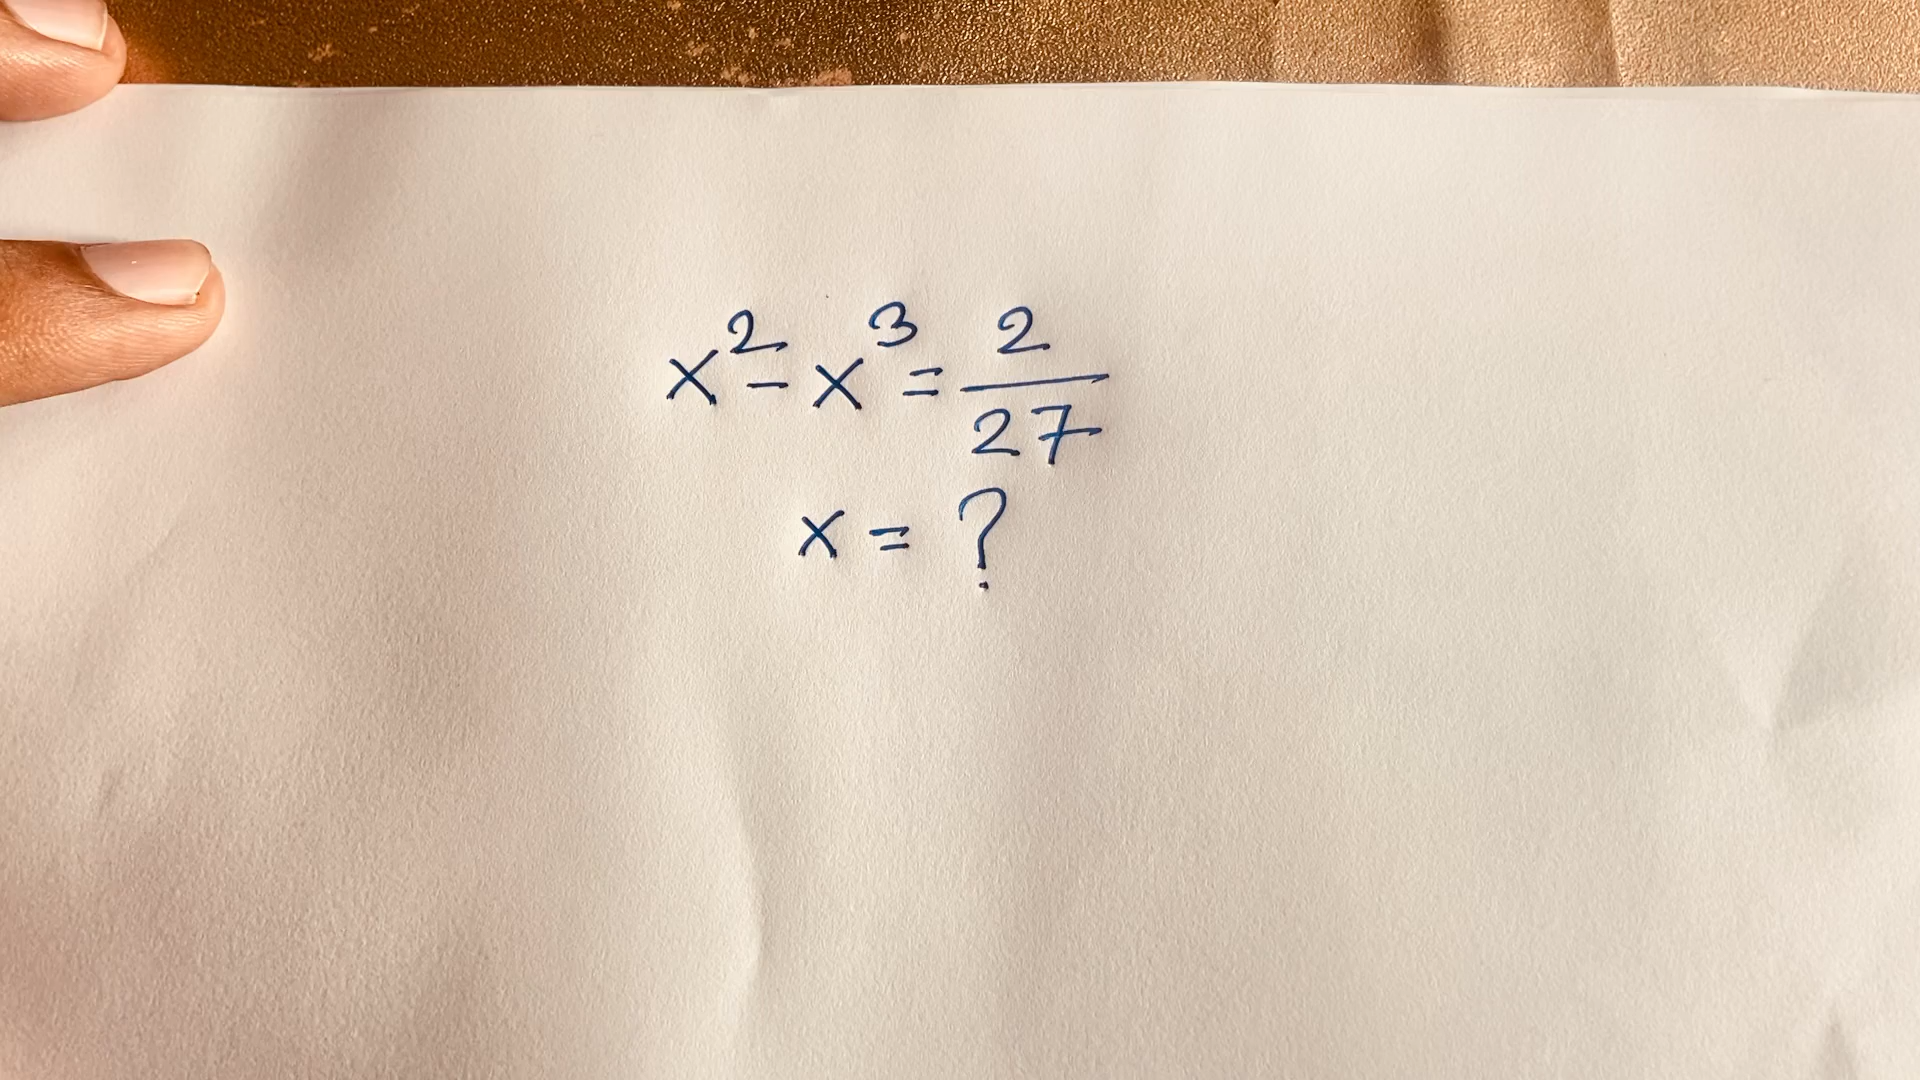 x² - x³ = 2/27
x = ?